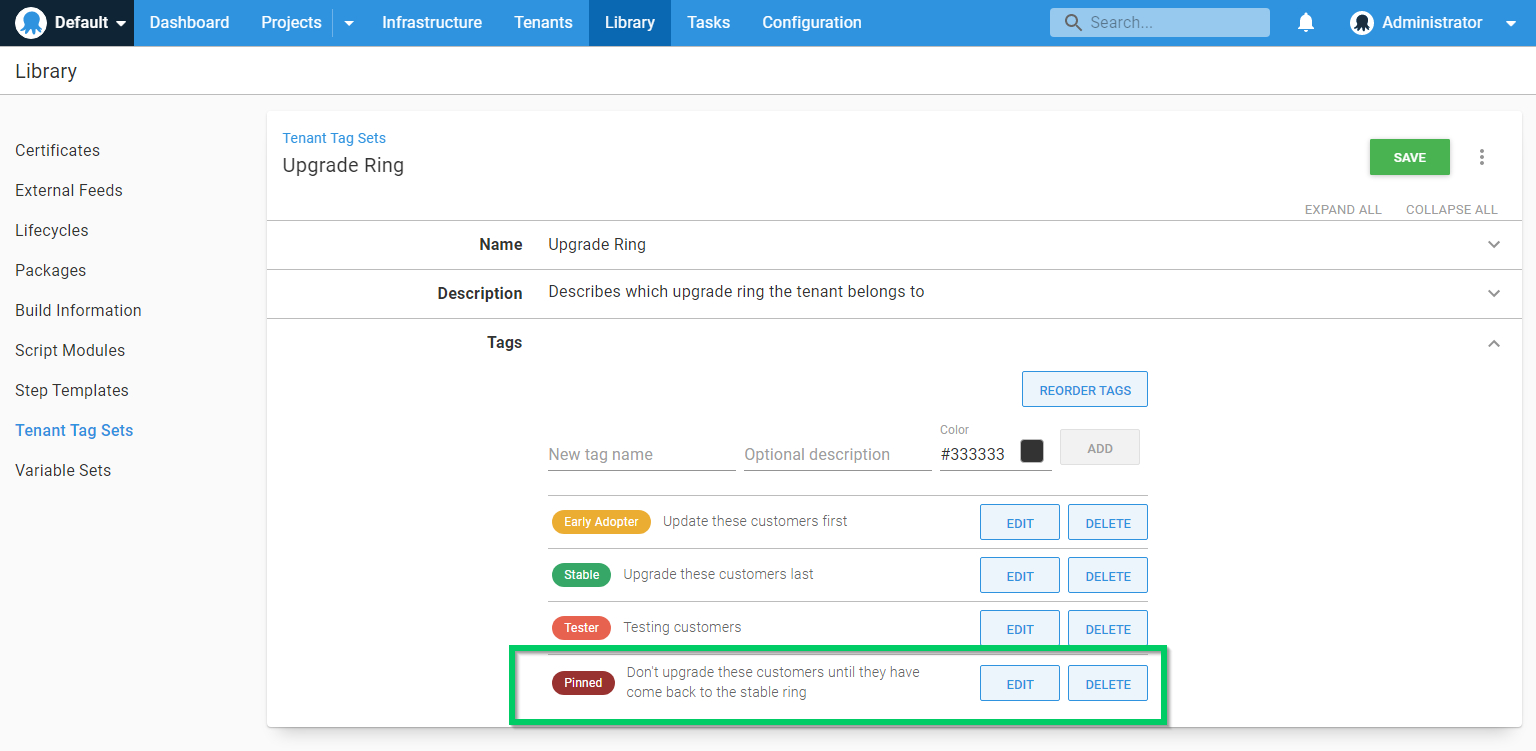 Default Dashboard Projects Infrastructure Tenants Library Tasks Configuration Search... Administrator
Library
Certificates
External Feeds
Lifecycles
Packages
Build Information
Script Modules
Step Templates
Tenant Tag Sets
Variable Sets
Tenant Tag Sets
Upgrade Ring
SAVE
EXPAND ALL COLLAPSE ALL
Name Upgrade Ring
Description Describes which upgrade ring the tenant belongs to
Tags
REORDER TAGS
Color
New tag name Optional description #333333 ADD
Early Adopter Update these customers first EDIT DELETE
Stable Upgrade these customers last EDIT DELETE
Tester Testing customers EDIT DELETE
Pinned Don't upgrade these customers until they have
come back to the stable ring EDIT DELETE